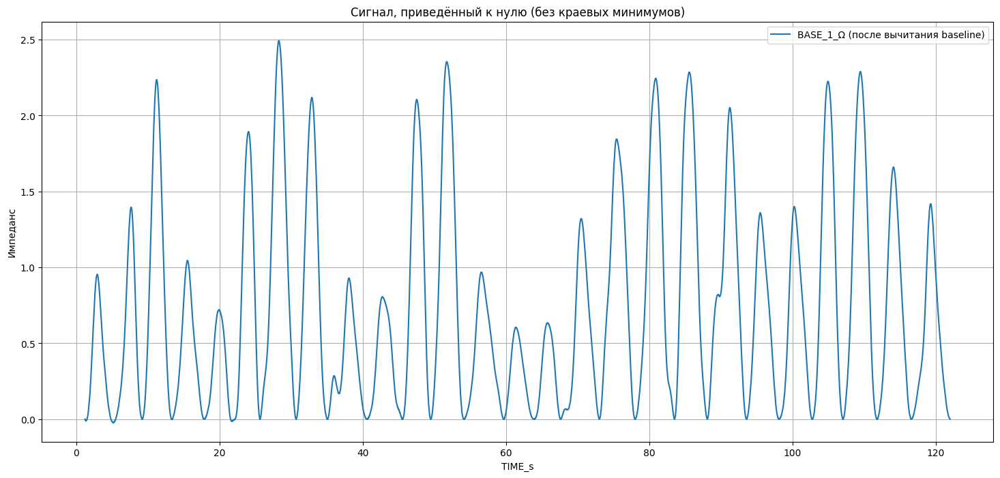 Сигнал, приведённый к нулю (без краевых минимумов)
BASE_1_Ω (после вычитания baseline)
Импеданс
2.5
2.0
1.5
1.0
0.5
0.0
0 20 40 60 80 100 120
TIME_s